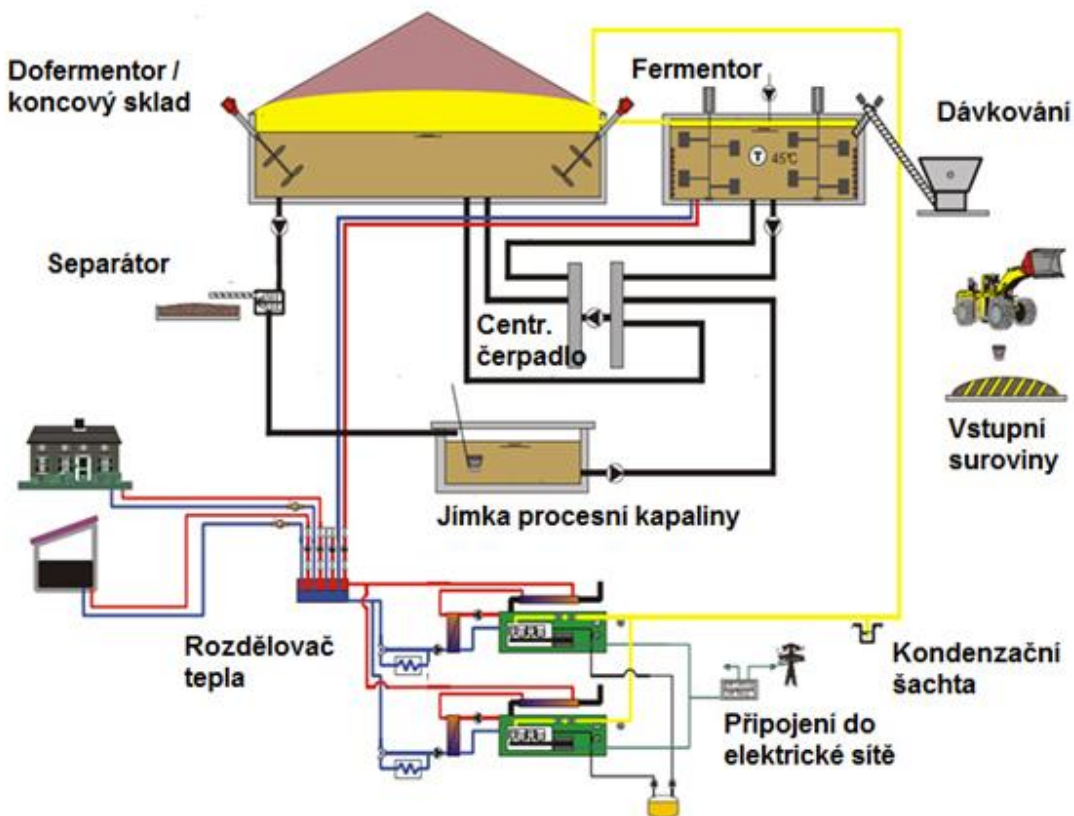 Dofermentor /
koncový sklad
Fermentor
Dávkování
T 45°C
Separátor
Centr.
čerpadlo
Vstupní
suroviny
Jímka procesní kapaliny
Rozdělovač
tepla
Kondenzační
šachta
Připojení do
elektrické sítě